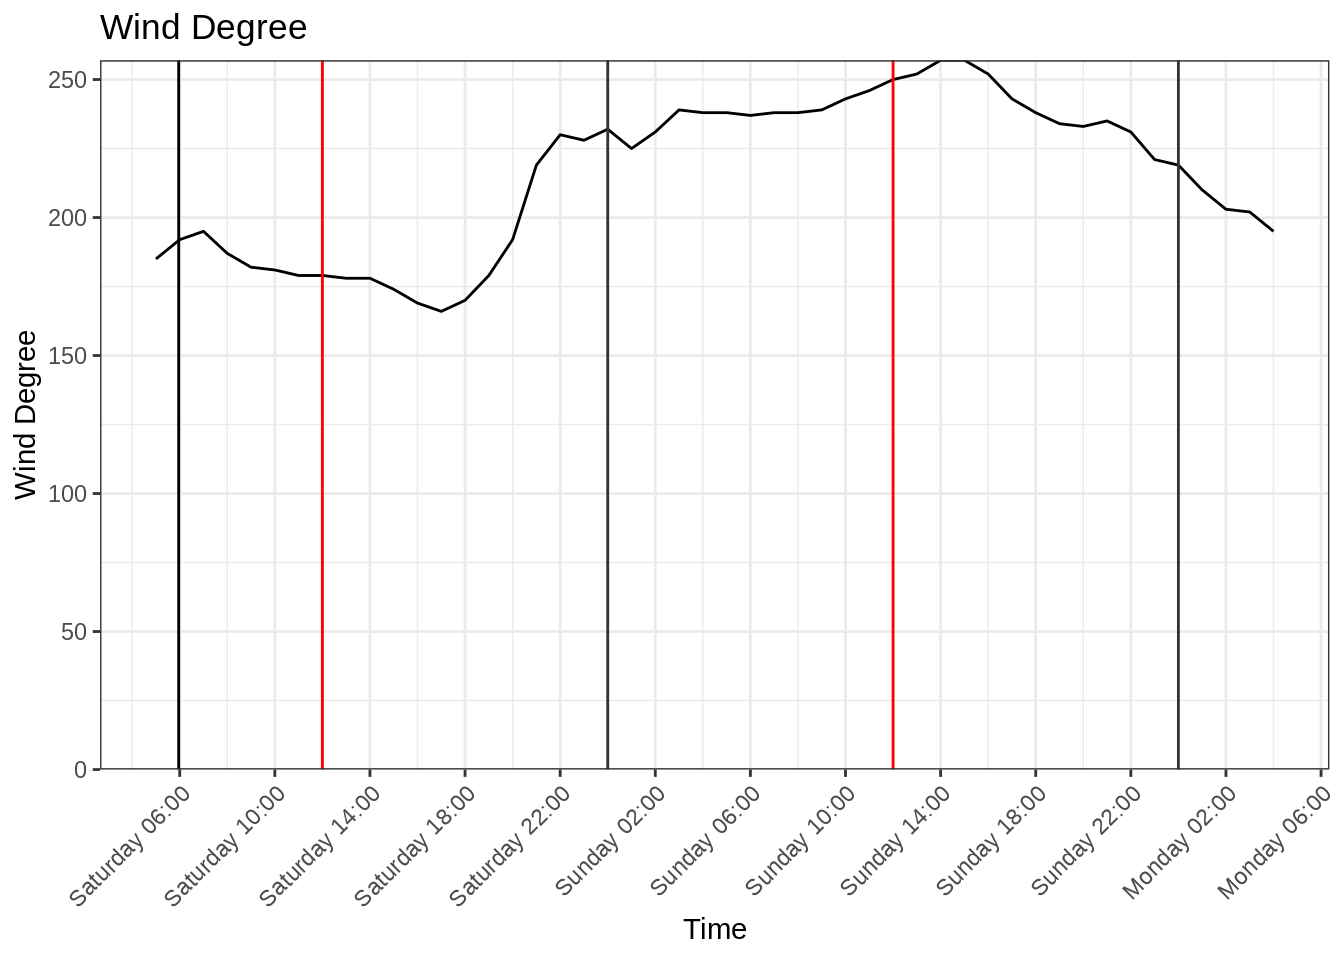 Wind Degree
Wind Degree
250
200
150
100
50
0
Saturday 06:00
Saturday 10:00
Saturday 14:00
Saturday 18:00
Saturday 22:00
Sunday 02:00
Sunday 06:00
Sunday 10:00
Sunday 14:00
Sunday 18:00
Sunday 22:00
Monday 02:00
Monday 06:00
Time